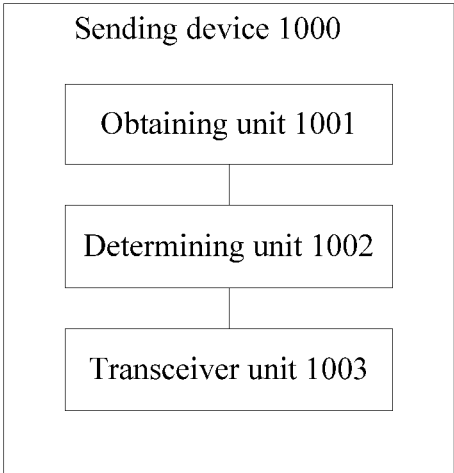 Sending device 1000
Obtaining unit 1001
Determining unit 1002
Transceiver unit 1003